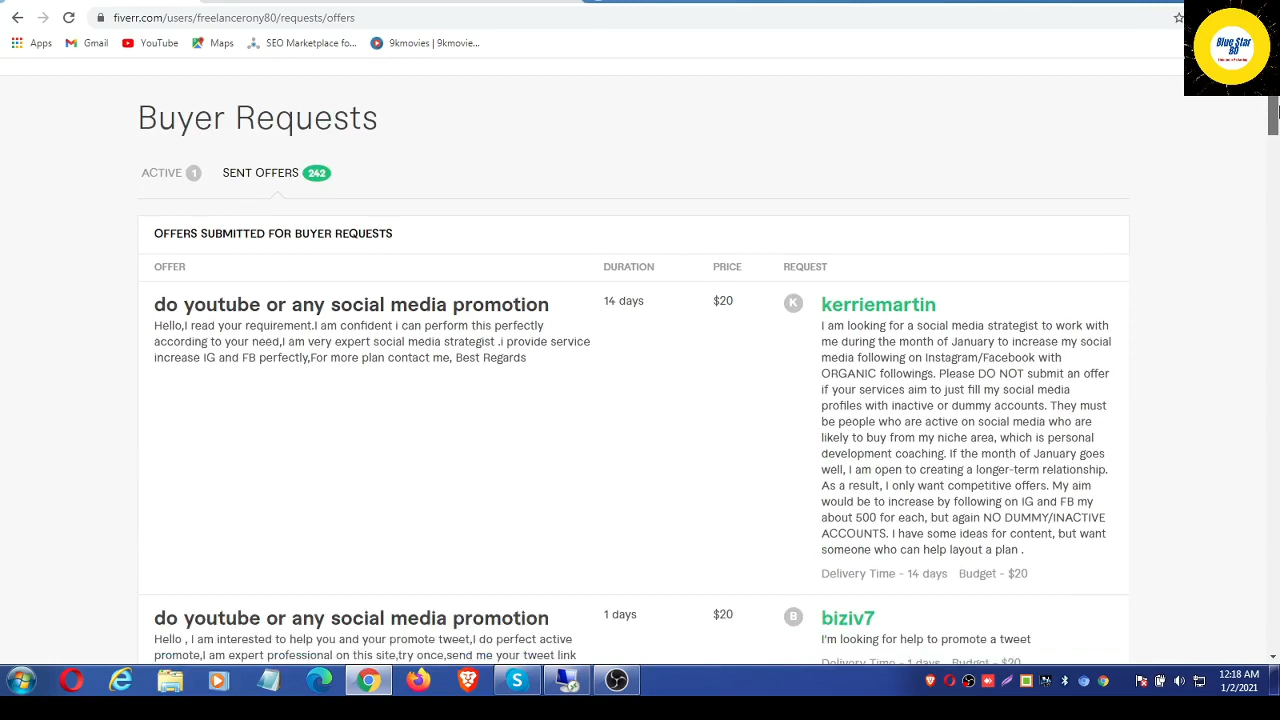 fiverr.com/users/freelancerony80/requests/offers
Apps Gmail YouTube Maps SEO Marketplace fo... 9kmovies | 9kmovie...
Blue Star
80
Buyer Requests
ACTIVE 1 SENT OFFERS 242
OFFERS SUBMITTED FOR BUYER REQUESTS
OFFER DURATION PRICE REQUEST
do youtube or any social media promotion 14 days $20 K kerriemartin
Hello,I read your requirement.I am confident i can perform this perfectly
according to your need,I am very expert social media strategist .i provide service
increase IG and FB perfectly,For more plan contact me, Best Regards
I am looking for a social media strategist to work with
me during the month of January to increase my social
media following on Instagram/Facebook with
ORGANIC followings. Please DO NOT submit an offer
if your services aim to just fill my social media
profiles with inactive or dummy accounts. They must
be people who are active on social media who are
likely to buy from my niche area, which is personal
development coaching. If the month of January goes
well, I am open to creating a longer-term relationship.
As a result, I only want competitive offers. My aim
would be to increase by following on IG and FB my
about 500 for each, but again NO DUMMY/INACTIVE
ACCOUNTS. I have some ideas for content, but want
someone who can help layout a plan .
Delivery Time - 14 days Budget - $20
do youtube or any social media promotion 1 days $20 B biziv7
Hello , I am interested to help you and your promote tweet,I do perfect active
promote,I am expert professional on this site,try once,send me your tweet link
I'm looking for help to promote a tweet
Delivery Time - 1 days Budget - $20
12:18 AM
1/2/2021